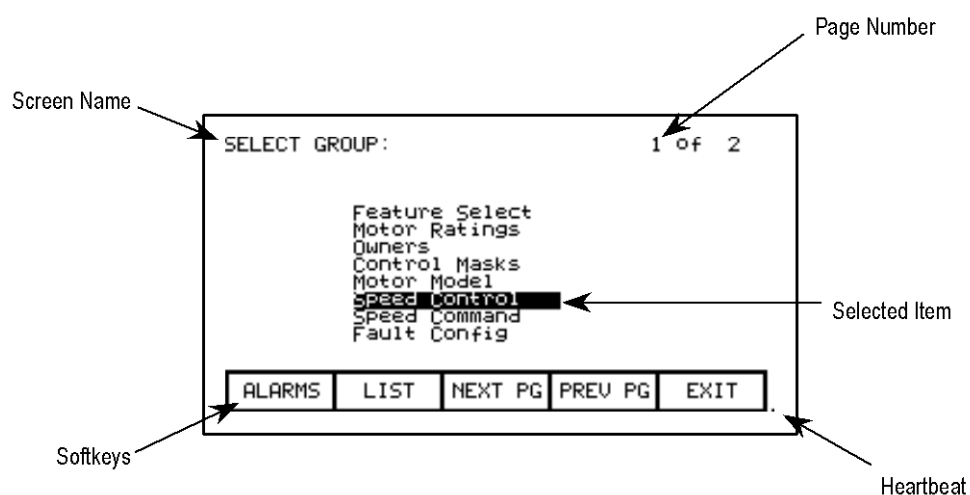 Page Number
Screen Name
SELECT GROUP: 1 of 2
Feature Select
Motor Ratings
Owners
Control Masks
Motor Model
Speed Control
Selected Item
Speed Command
Fault Config
ALARMS LIST NEXT PG PREV PG EXIT .
Softkeys
Heartbeat